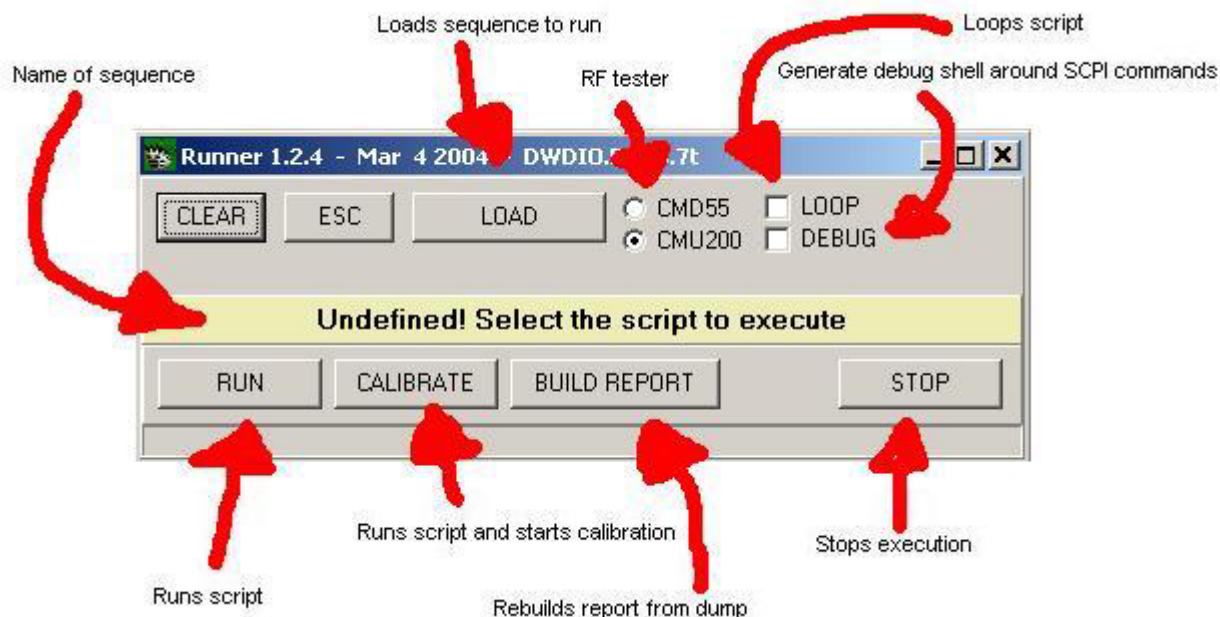 Loads sequence to run
Loops script
Name of sequence
RF tester
Generate debug shell around SCPI commands
Runner 1.2.4 - Mar 4 2004 - DWDIO.
.7t
CLEAR
ESC
LOAD
CMD55
LOOP
CMU200
DEBUG
Undefined! Select the script to execute
RUN
CALIBRATE
BUILD REPORT
STOP
Runs script and starts calibration
Stops execution
Runs script
Rebuilds report from dump